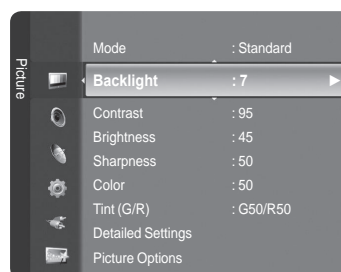 Picture
Mode : Standard
Backlight : 7
Contrast : 95
Brightness : 45
Sharpness : 50
Color : 50
Tint (G/R) : G50/R50
Detailed Settings
Picture Options